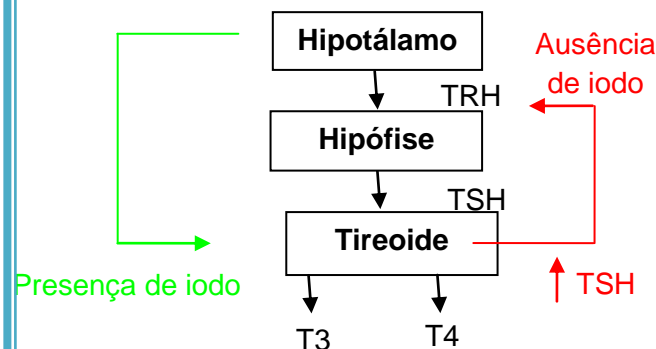 Hipotálamo
Ausência
de iodo
TRH
Hipófise
TSH
Tireoide
Presença de iodo
TSH
T3
T4